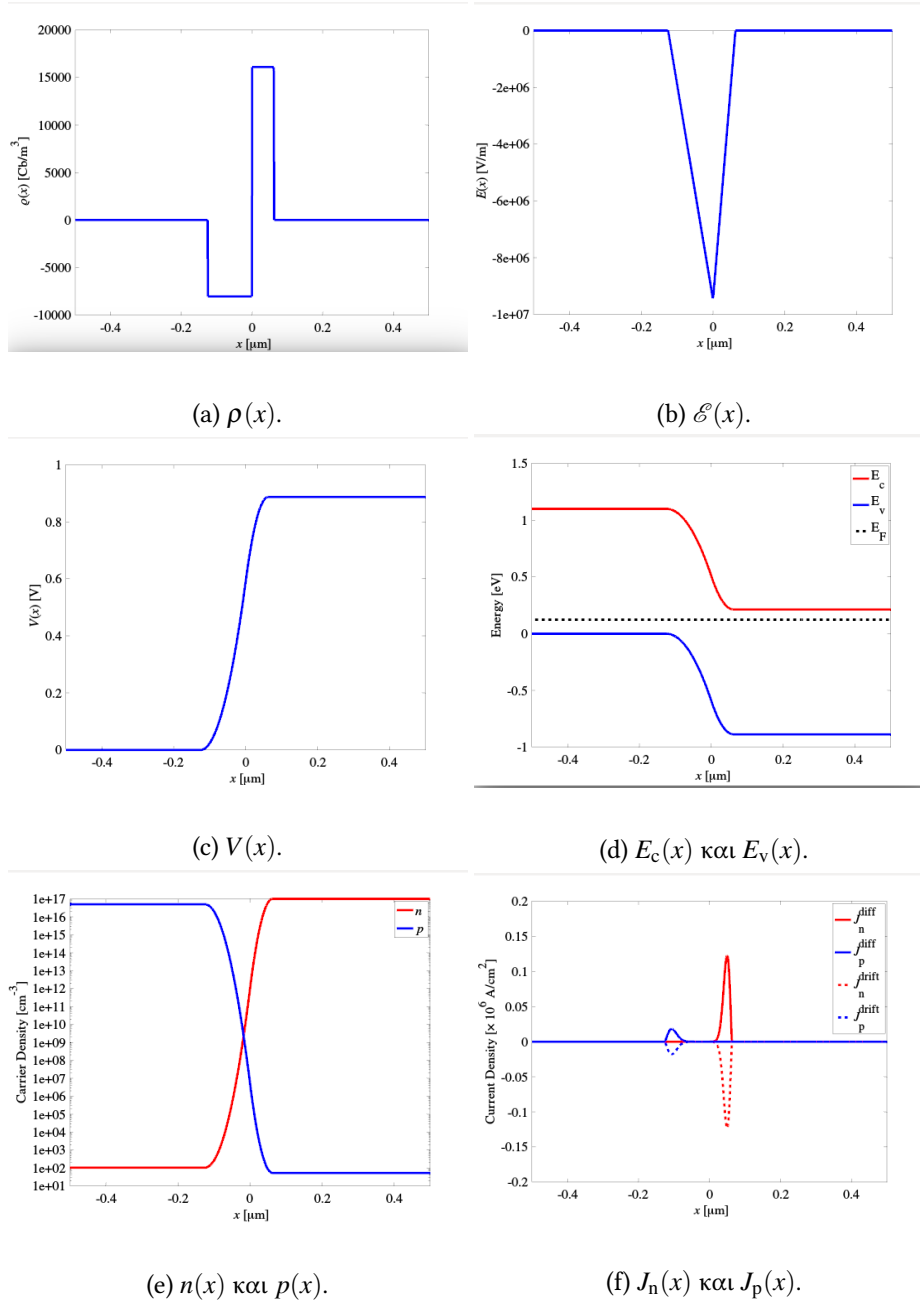 20000
15000
10000
5000
0
-5000
-10000
ϱ(x) [Cb/m³]
-0.4 -0.2 0 0.2 0.4
x [μm]
(a) ρ(x).
0
-2e+06
-4e+06
-6e+06
-8e+06
-1e+07
E(x) [V/m]
-0.4 -0.2 0 0.2 0.4
x [μm]
(b) ℰ(x).
1
0.8
0.6
0.4
0.2
0
V(x) [V]
-0.4 -0.2 0 0.2 0.4
x [μm]
(c) V(x).
1.5
1
0.5
0
-0.5
-1
Energy [eV]
E_c
E_v
E_F
-0.4 -0.2 0 0.2 0.4
x [μm]
(d) E_c(x) και E_v(x).
1e+17
1e+16
1e+15
1e+14
1e+13
1e+12
1e+11
1e+10
1e+09
1e+08
1e+07
1e+06
1e+05
1e+04
1e+03
1e+02
1e+01
Carrier Density [cm⁻³]
n
p
-0.4 -0.2 0 0.2 0.4
x [μm]
(e) n(x) και p(x).
0.2
0.15
0.1
0.05
0
-0.05
-0.1
-0.15
-0.2
Current Density [× 10⁶ A/cm²]
J_n^diff
J_p^diff
J_n^drift
J_p^drift
-0.4 -0.2 0 0.2 0.4
x [μm]
(f) J_n(x) και J_p(x).